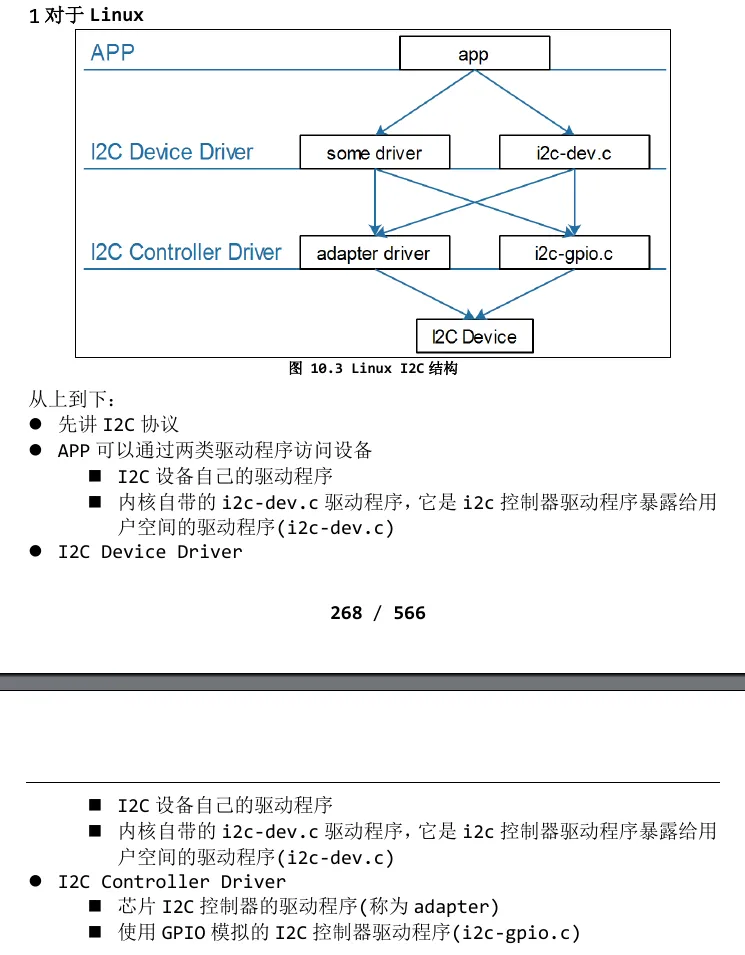 1 对于 Linux
APP
app
I2C Device Driver
some driver
i2c-dev.c
I2C Controller Driver
adapter driver
i2c-gpio.c
I2C Device
图 10.3 Linux I2C 结构
从上到下:
● 先讲 I2C 协议
● APP 可以通过两类驱动程序访问设备
■ I2C 设备自己的驱动程序
■ 内核自带的 i2c-dev.c 驱动程序，它是 i2c 控制器驱动程序暴露给用
户空间的驱动程序(i2c-dev.c)
● I2C Device Driver
268 / 566
■ I2C 设备自己的驱动程序
■ 内核自带的 i2c-dev.c 驱动程序，它是 i2c 控制器驱动程序暴露给用
户空间的驱动程序(i2c-dev.c)
● I2C Controller Driver
■ 芯片 I2C 控制器的驱动程序(称为 adapter)
■ 使用 GPIO 模拟的 I2C 控制器驱动程序(i2c-gpio.c)